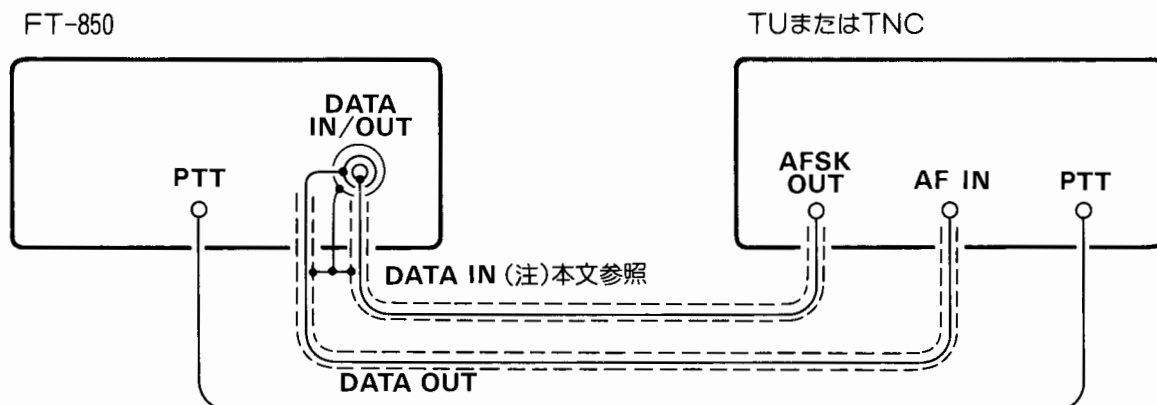 FT-850
TUまたはTNC
DATA
IN/OUT
PTT
AFSK
OUT
AF IN
PTT
DATA IN (注)本文参照
DATA OUT